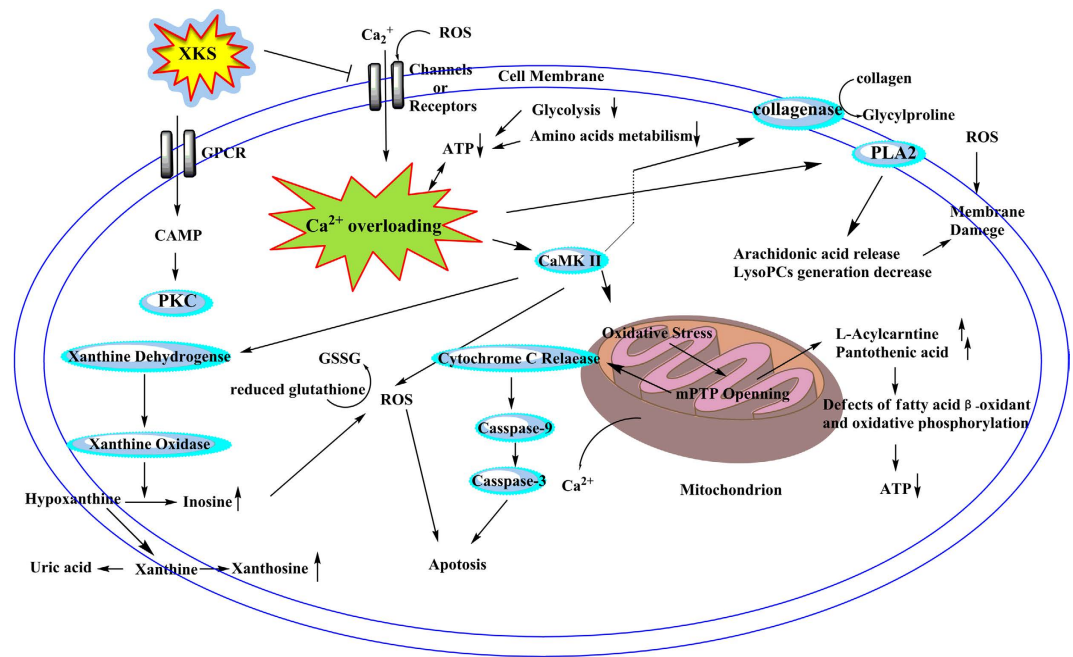 XKS
Ca₂⁺
ROS
Channels
or
Receptors
Cell Membrane
GPCR
CAMP
PKC
Glycolysis ↓
Amino acids metabilism ↓
ATP ↓
Ca²⁺ overloading
CaMK II
collagen
collagenase
Glycylproline
PLA2
ROS
Membrane
Damege
Arachidonic acid release
LysoPCs generation decrease
Xanthine Dehydrogense
Xanthine Oxidase
Hypoxanthine
Inosine ↑
Uric acid
Xanthine
Xanthosine ↑
GSSG
reduced glutathione
ROS
Cytochrome C Relaease
Casspase-9
Casspase-3
Apotosis
Oxidative Stress
mPTP Openning
Ca²⁺
Mitochondrion
L-Acylcarntine ↑
Pantothenic acid ↑
Defects of fatty acid β-oxidant
and oxidative phosphorylation
ATP ↓